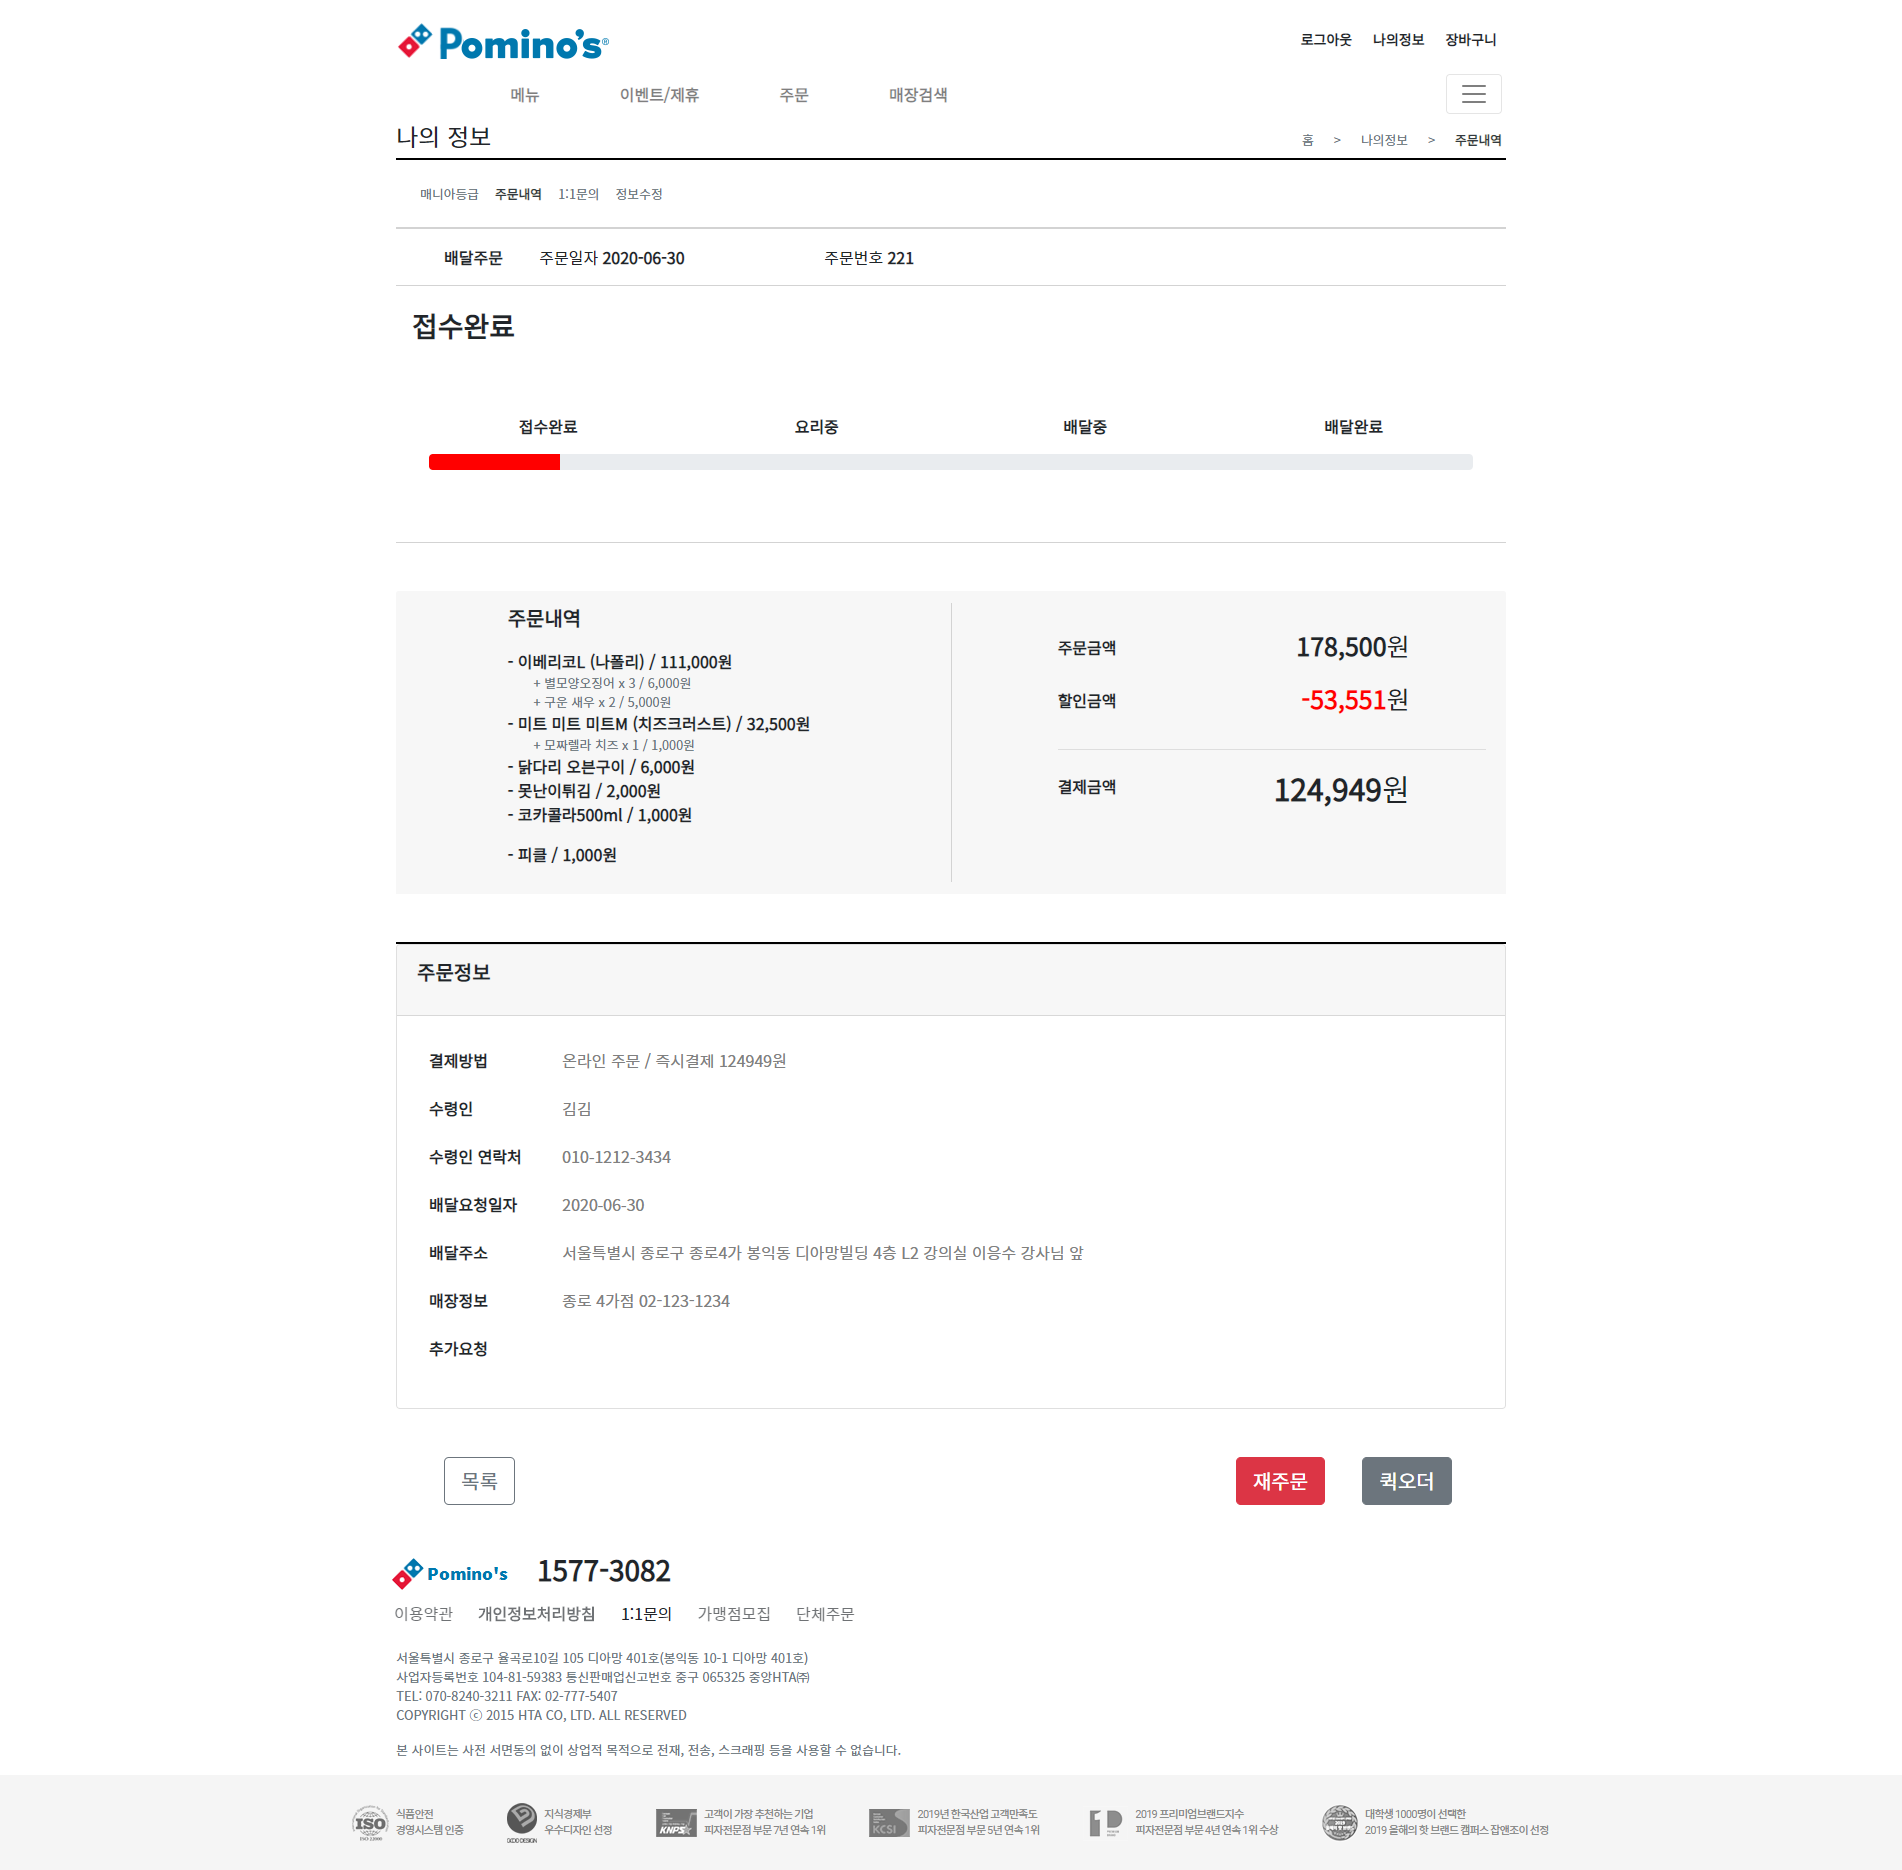 Pomino's®
로그아웃 나의정보 장바구니
메뉴 이벤트/제휴 주문 매장검색
나의 정보
홈 > 나의정보 > 주문내역
매니아등급 주문내역 1:1문의 정보수정
배달주문 주문일자 2020-06-30 주문번호 221
접수완료
접수완료 요리중 배달중 배달완료
주문내역
- 이베리코L (나폴리) / 111,000원
+ 별모양오징어 x 3 / 6,000원
+ 구운 새우 x 2 / 5,000원
- 미트 미트 미트M (치즈크러스트) / 32,500원
+ 모짜렐라 치즈 x 1 / 1,000원
- 닭다리 오븐구이 / 6,000원
- 못난이튀김 / 2,000원
- 코카콜라500ml / 1,000원
- 피클 / 1,000원
주문금액 178,500원
할인금액 -53,551원
결제금액 124,949원
주문정보
결제방법 온라인 주문 / 즉시결제 124949원
수령인 김김
수령인 연락처 010-1212-3434
배달요청일자 2020-06-30
배달주소 서울특별시 종로구 종로4가 봉익동 디아망빌딩 4층 L2 강의실 이응수 강사님 앞
매장정보 종로 4가점 02-123-1234
추가요청
목록 재주문 퀵오더
Pomino's 1577-3082
이용약관 개인정보처리방침 1:1문의 가맹점모집 단체주문
서울특별시 종로구 율곡로10길 105 디아망 401호(봉익동 10-1 디아망 401호)
사업자등록번호 104-81-59383 통신판매업신고번호 중구 065325 중앙HTA㈜
TEL: 070-8240-3211 FAX: 02-777-5407
COPYRIGHT ⓒ 2015 HTA CO, LTD. ALL RESERVED
본 사이트는 사전 서면동의 없이 상업적 목적으로 전재, 전송, 스크래핑 등을 사용할 수 없습니다.
ISO
ISO 22000
식품안전
경영시스템 인증
GOOD DESIGN
지식경제부
우수디자인 선정
KNPS
고객이 가장 추천하는 기업
피자전문점 부문 7년 연속 1위
KCSI
2019년 한국산업 고객만족도
피자전문점 부문 5년 연속 1위
2019 프리미엄브랜드지수
피자전문점 부문 4년 연속 1위 수상
대학생 1000명이 선택한
2019 올해의 핫 브랜드 캠퍼스 잡앤조이 선정